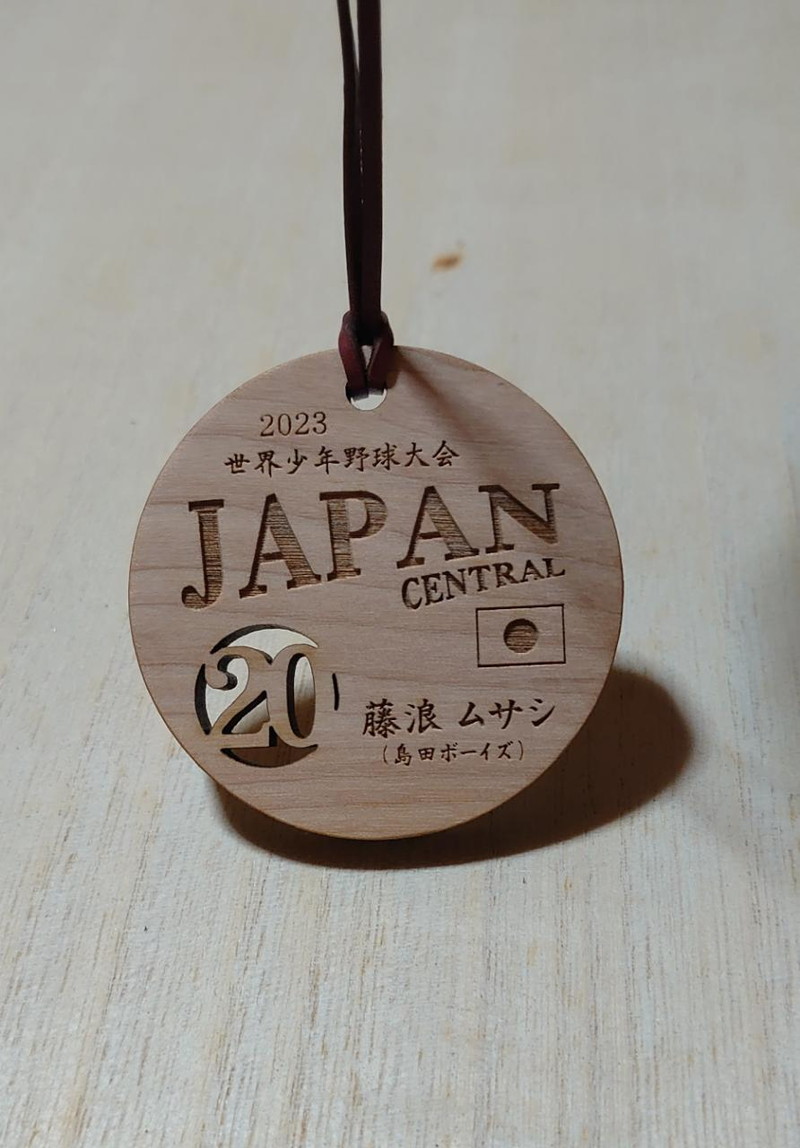 2023
世界少年野球大会
JAPAN
CENTRAL
20
藤浪 ムサシ
(島田ボーイズ)